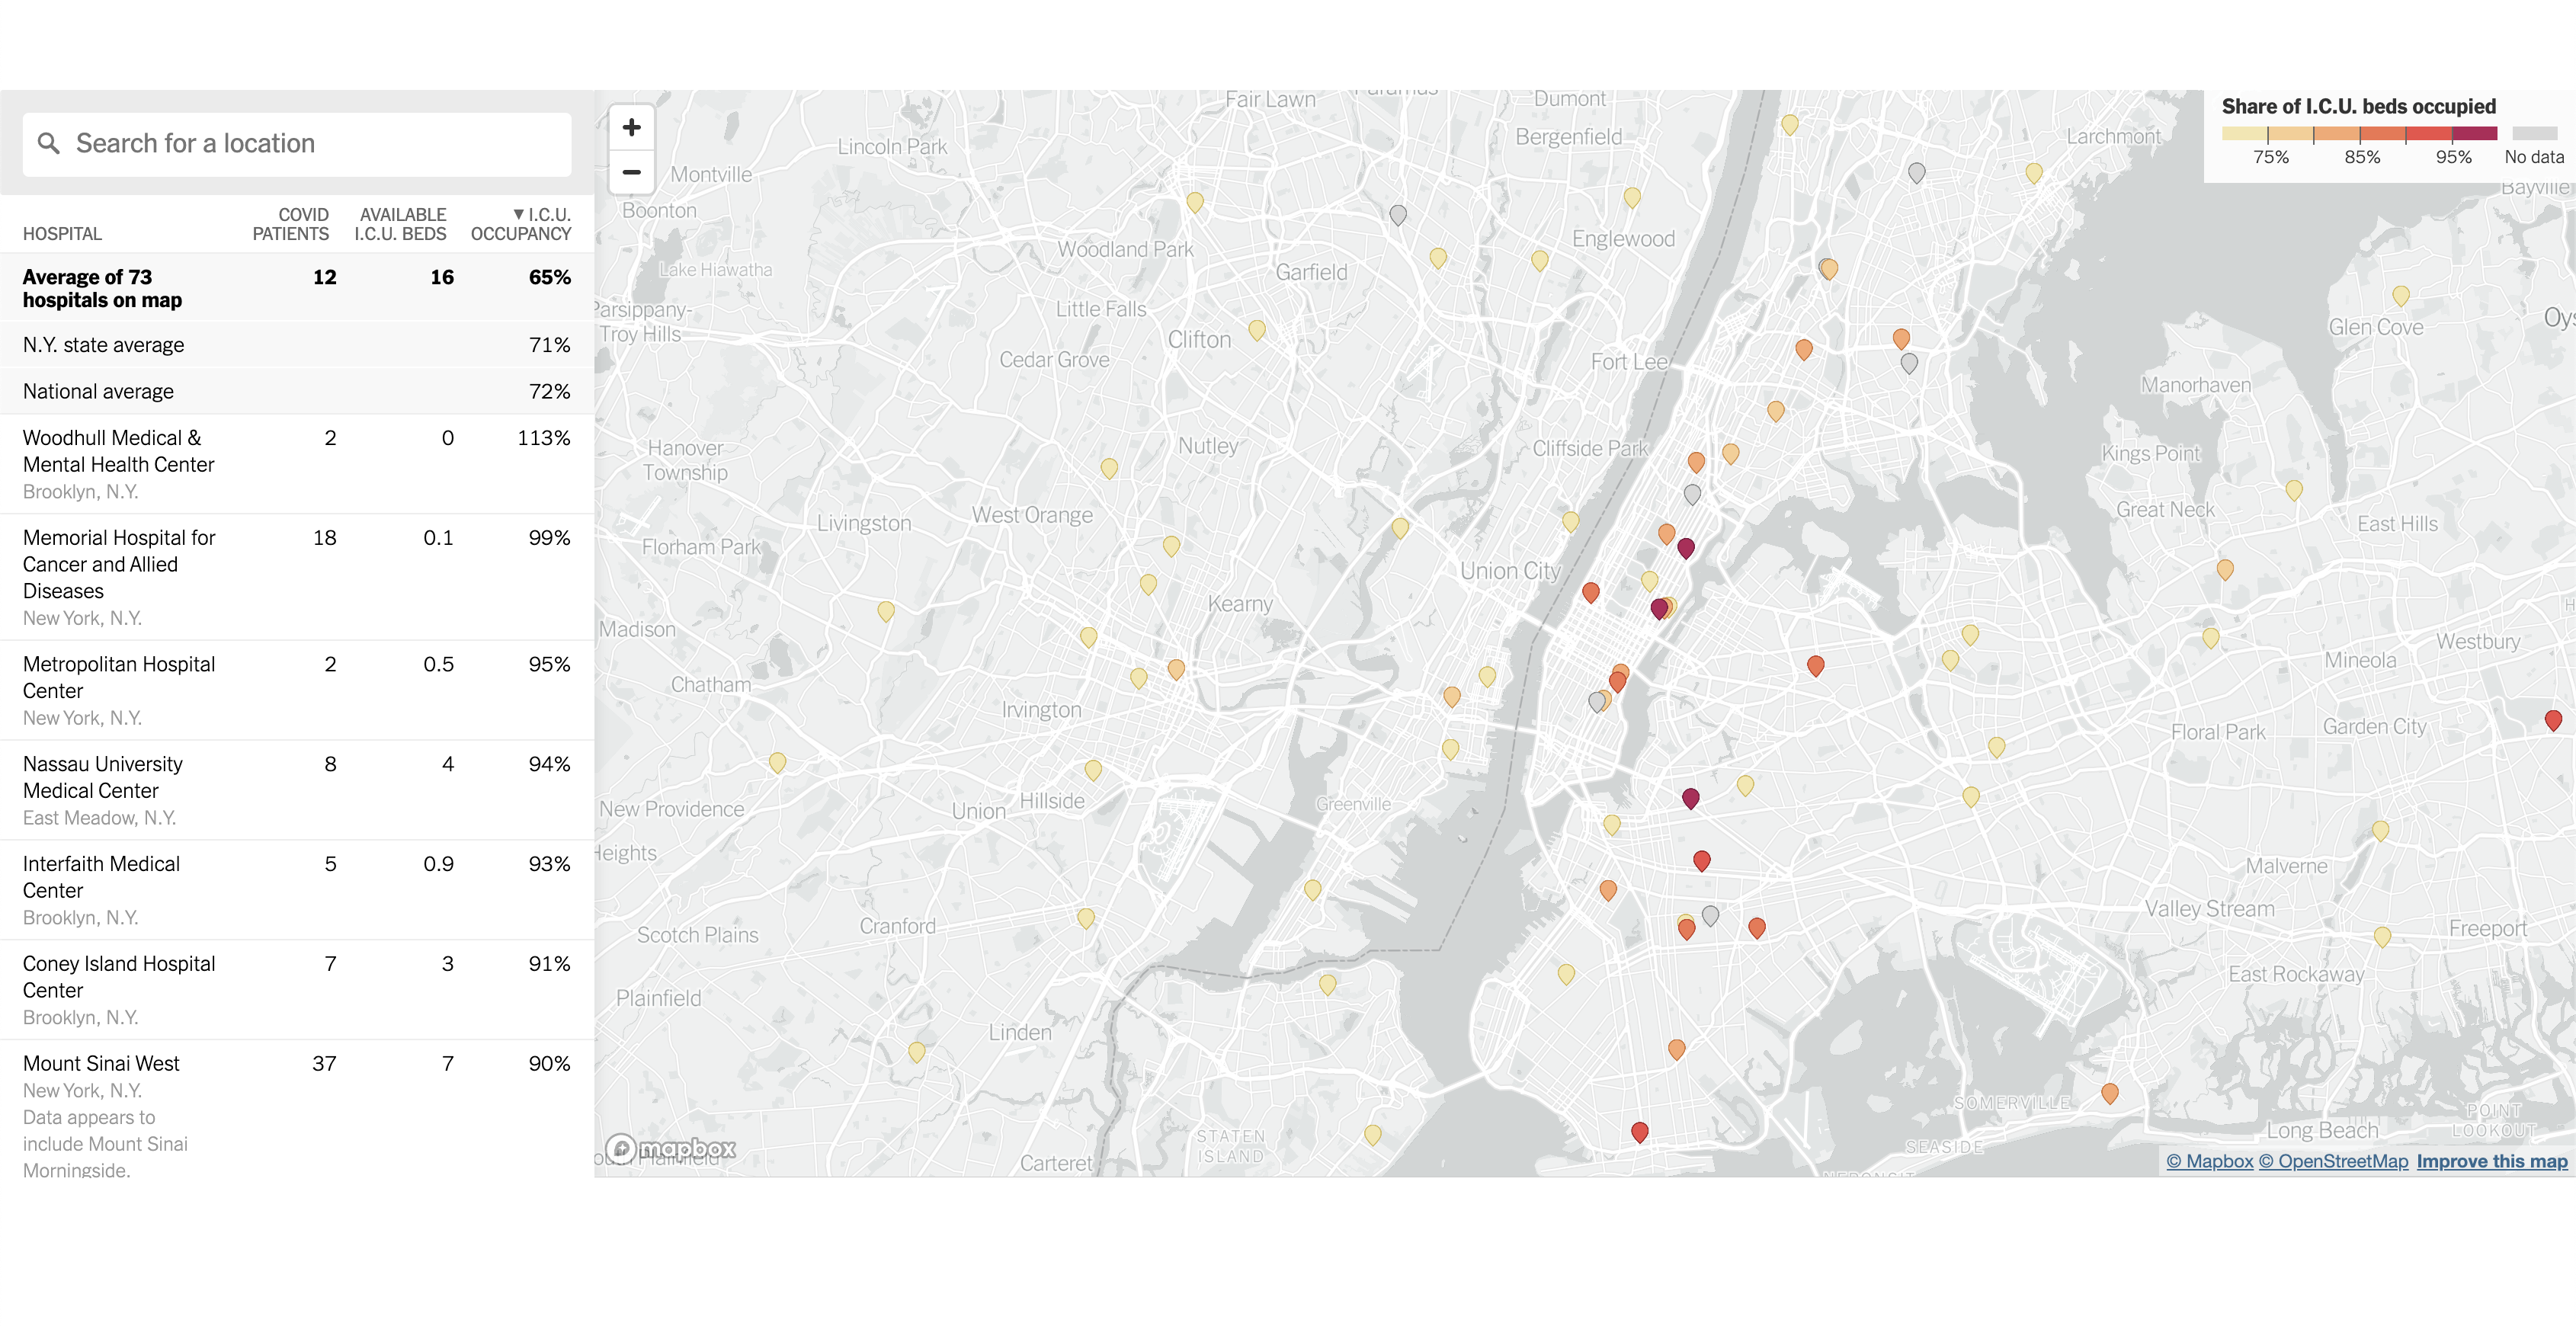 Search for a location
HOSPITAL
COVID
PATIENTS
AVAILABLE
I.C.U. BEDS
▼ I.C.U.
OCCUPANCY
Average of 73 12 16 65%
hospitals on map
N.Y. state average 71%
National average 72%
Woodhull Medical & 2 0 113%
Mental Health Center
Brooklyn, N.Y.
Memorial Hospital for 18 0.1 99%
Cancer and Allied
Diseases
New York, N.Y.
Metropolitan Hospital 2 0.5 95%
Center
New York, N.Y.
Nassau University 8 4 94%
Medical Center
East Meadow, N.Y.
Interfaith Medical 5 0.9 93%
Center
Brooklyn, N.Y.
Coney Island Hospital 7 3 91%
Center
Brooklyn, N.Y.
Mount Sinai West 37 7 90%
New York, N.Y.
Data appears to
include Mount Sinai
Morningside.
+
−
Share of I.C.U. beds occupied
75% 85% 95% No data
Fair Lawn
Dumont
Bergenfield
Larchmont
Lincoln Park
Montville
Bayville
Boonton
Englewood
Woodland Park
Lake Hiawatha
Garfield
Parsippany-
Troy Hills
Little Falls
Clifton
Glen Cove
Cedar Grove
Fort Lee
Manorhaven
Hanover
Township
Nutley
Cliffside Park
Kings Point
Great Neck
Livingston
West Orange
East Hills
Florham Park
Union City
Kearny
Madison
Westbury
Mineola
Chatham
Irvington
Floral Park
Garden City
New Providence
Union
Hillside
Greenville
Heights
Malverne
Valley Stream
Cranford
Scotch Plains
Freeport
East Rockaway
Plainfield
Linden
SOMERVILLE
POINT
LOOKOUT
Long Beach
STATEN
ISLAND
SEASIDE
Carteret
mapbox
© Mapbox © OpenStreetMap Improve this map